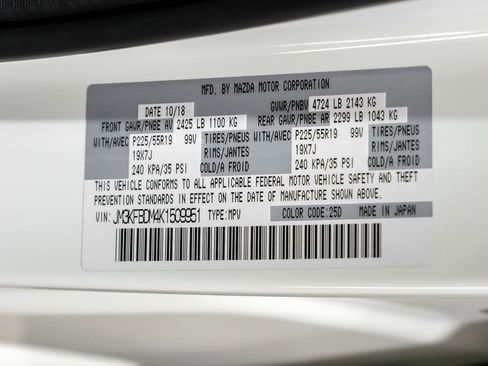 MFD. BY MAZDA MOTOR CORPORATION
DATE 10/18 GVWR/PNBV 4724 LB 2143 KG
FRONT GAWR/PNBE AV 2425 LB 1100 KG REAR GAWR/PNBE AR 2299 LB 1043 KG
WITH/AVEC P225/55R19 99V TIRES/PNEUS WITH/AVEC P225/55R19 99V TIRES/PNEUS
19X7J RIMS/JANTES 19X7J RIMS/JANTES
240 KPA/35 PSI COLD/A FROID 240 KPA/35 PSI COLD/A FROID
THIS VEHICLE CONFORMS TO ALL APPLICABLE FEDERAL MOTOR VEHICLE SAFETY AND THEFT
PREVENTION STANDARDS IN EFFECT ON THE DATE OF MANUFACTURE SHOWN ABOVE.
VIN: JM3KFBDM4K1509951 TYPE:MPV COLOR CODE:25D MADE IN JAPAN